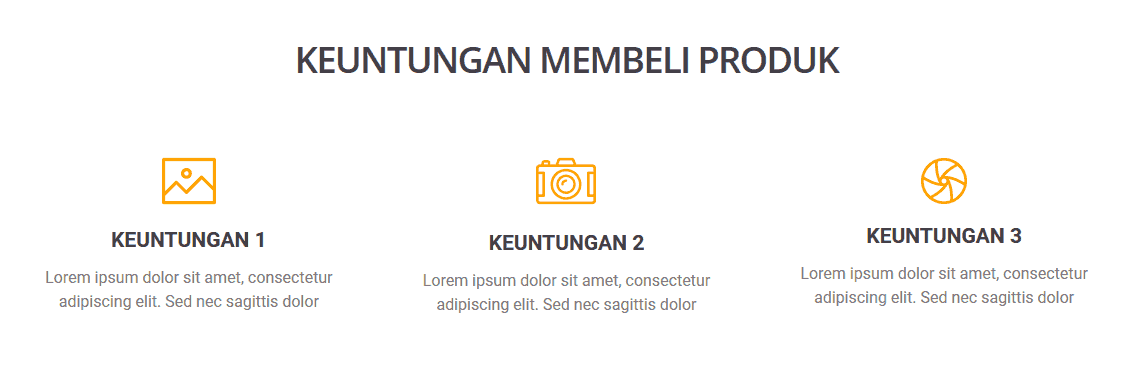 KEUNTUNGAN MEMBELI PRODUK
KEUNTUNGAN 1
Lorem ipsum dolor sit amet, consectetur
adipiscing elit. Sed nec sagittis dolor
KEUNTUNGAN 2
Lorem ipsum dolor sit amet, consectetur
adipiscing elit. Sed nec sagittis dolor
KEUNTUNGAN 3
Lorem ipsum dolor sit amet, consectetur
adipiscing elit. Sed nec sagittis dolor